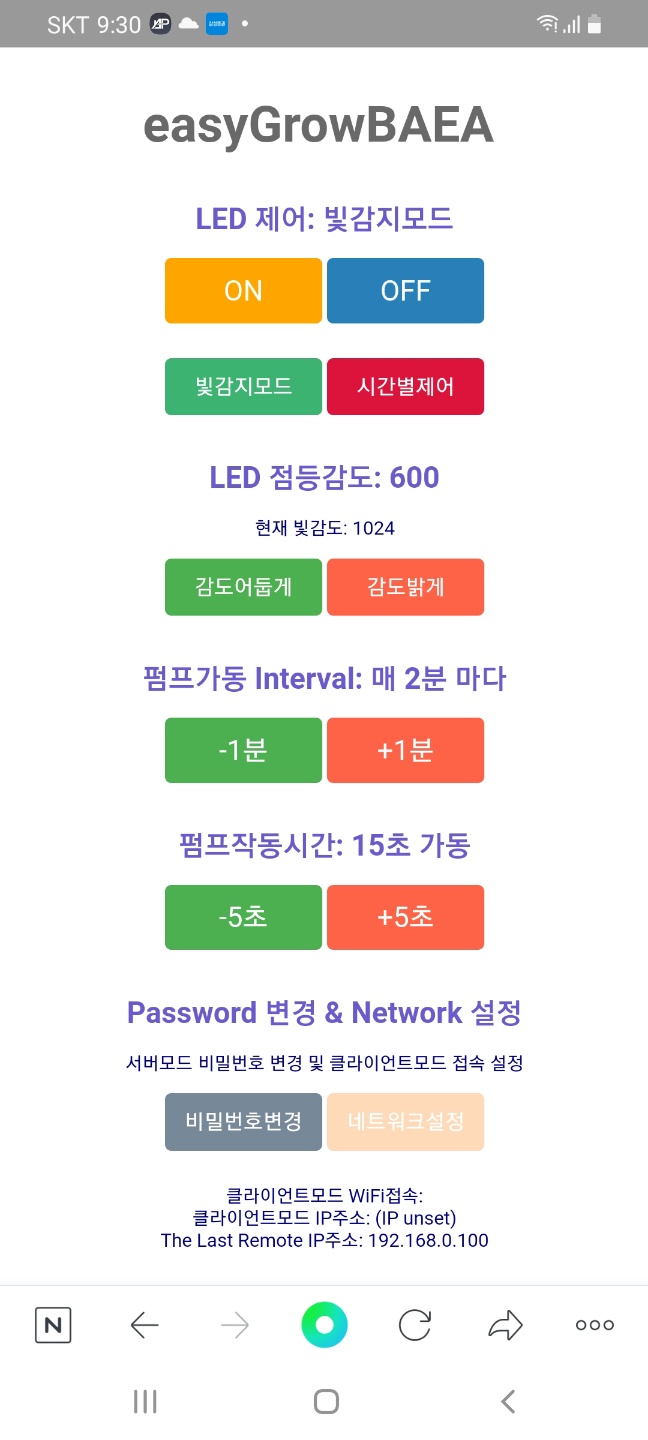 SKT 9:30
easyGrowBAEA
LED 제어: 빛감지모드
ON OFF
빛감지모드 시간별제어
LED 점등감도: 600
현재 빛감도: 1024
감도어둡게 감도밝게
펌프가동 Interval: 매 2분 마다
-1분 +1분
펌프작동시간: 15초 가동
-5초 +5초
Password 변경 & Network 설정
서버모드 비밀번호 변경 및 클라이언트모드 접속 설정
비밀번호변경 네트워크설정
클라이언트모드 WiFi접속:
클라이언트모드 IP주소: (IP unset)
The Last Remote IP주소: 192.168.0.100
N